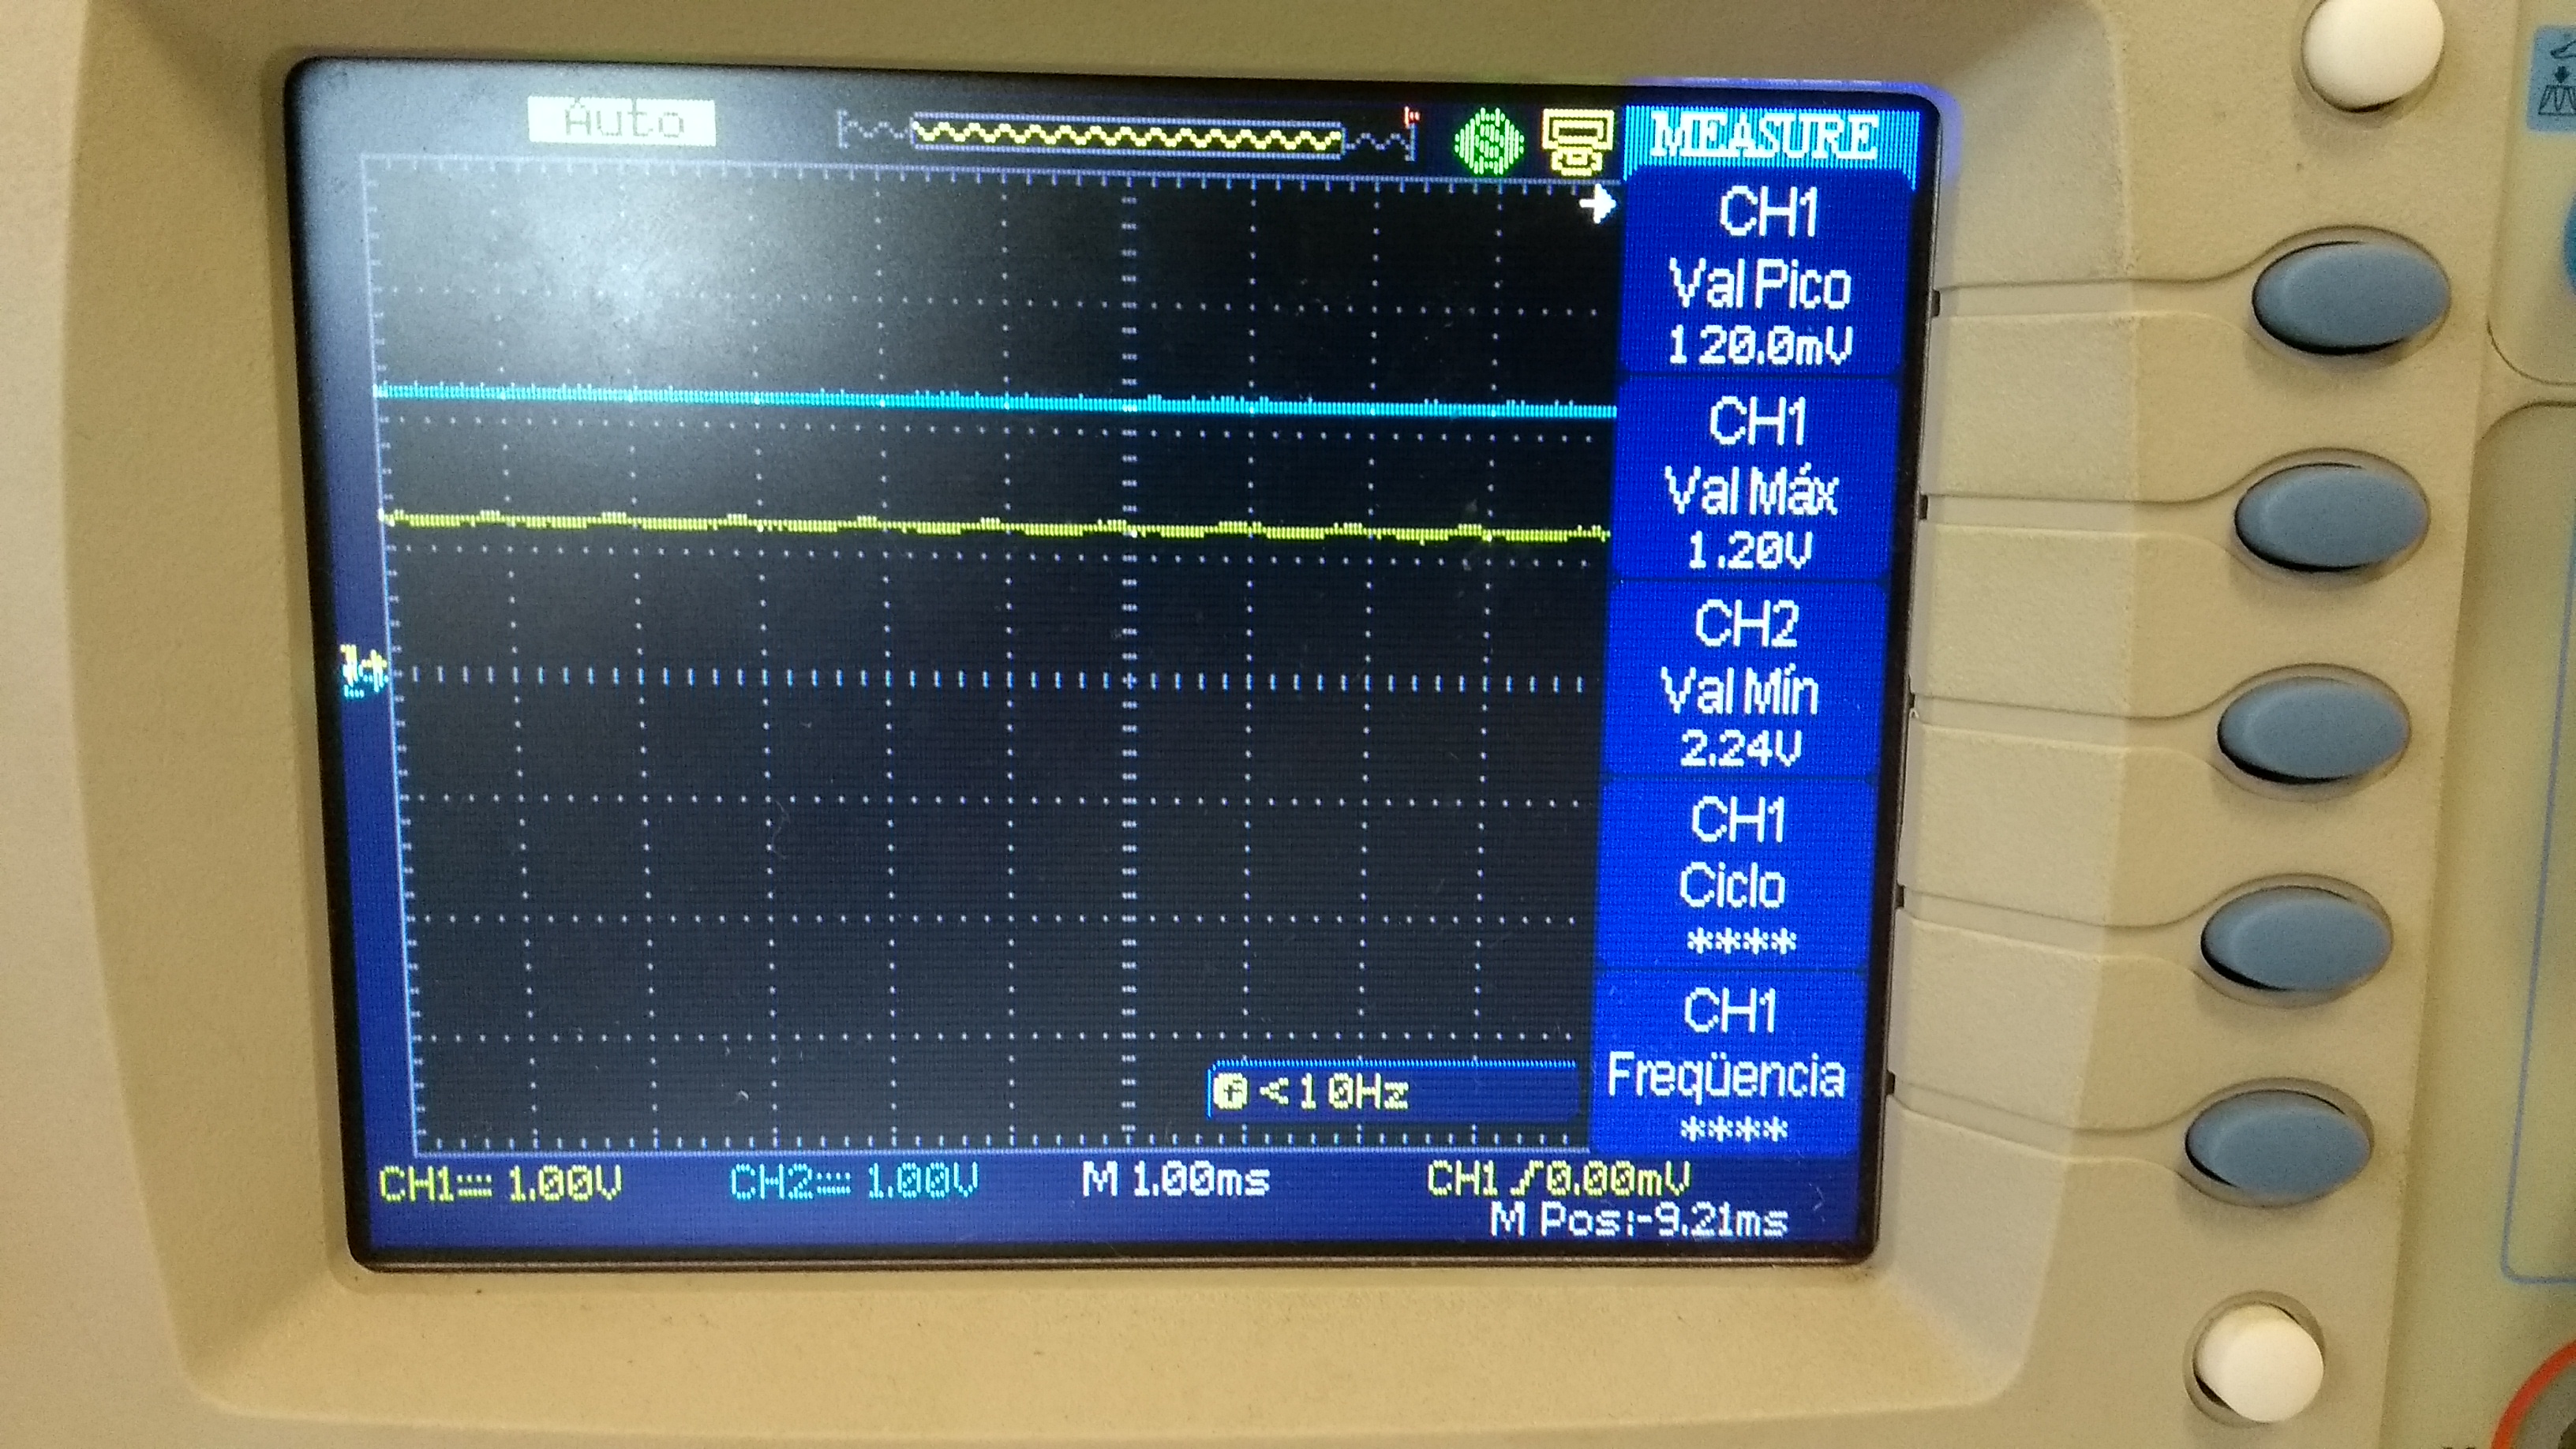 Auto
MEASURE
CH1
Val Pico
120.0mV
CH1
Val Máx
1.20V
CH2
Val Mín
2.24V
CH1
Ciclo
****
CH1
Freqüencia
****
f <10Hz
CH1 1.00V CH2 1.00V M 1.00ms CH1 0.00mV
M Pos:-9.21ms